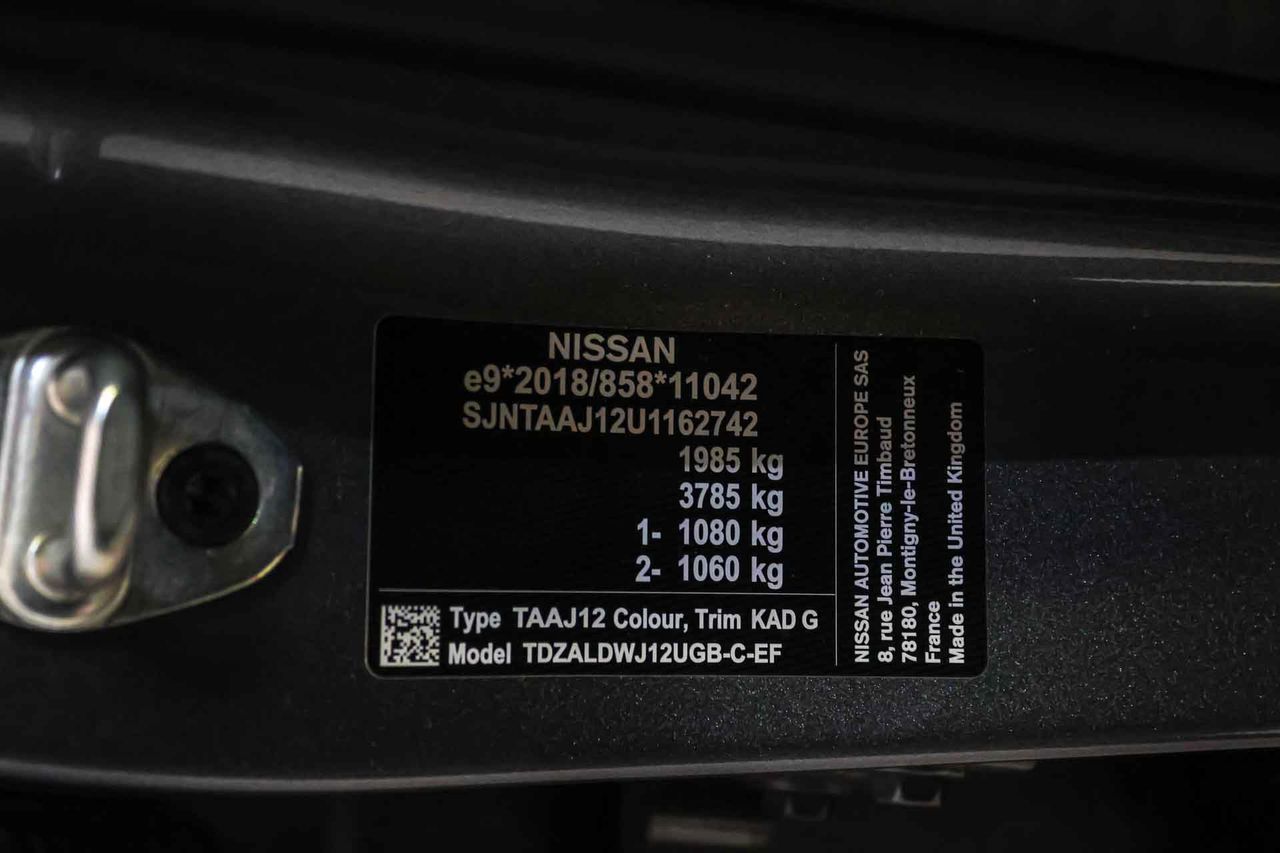 NISSAN
e9*2018/858*11042
SJNTAAJ12U1162742
1985 kg
3785 kg
1- 1080 kg
2- 1060 kg
Type TAAJ12 Colour, Trim KAD G
Model TDZALDWJ12UGB-C-EF
NISSAN AUTOMOTIVE EUROPE SAS
8, rue Jean Pierre Timbaud
78180, Montigny-le-Bretonneux
France
Made in the United Kingdom